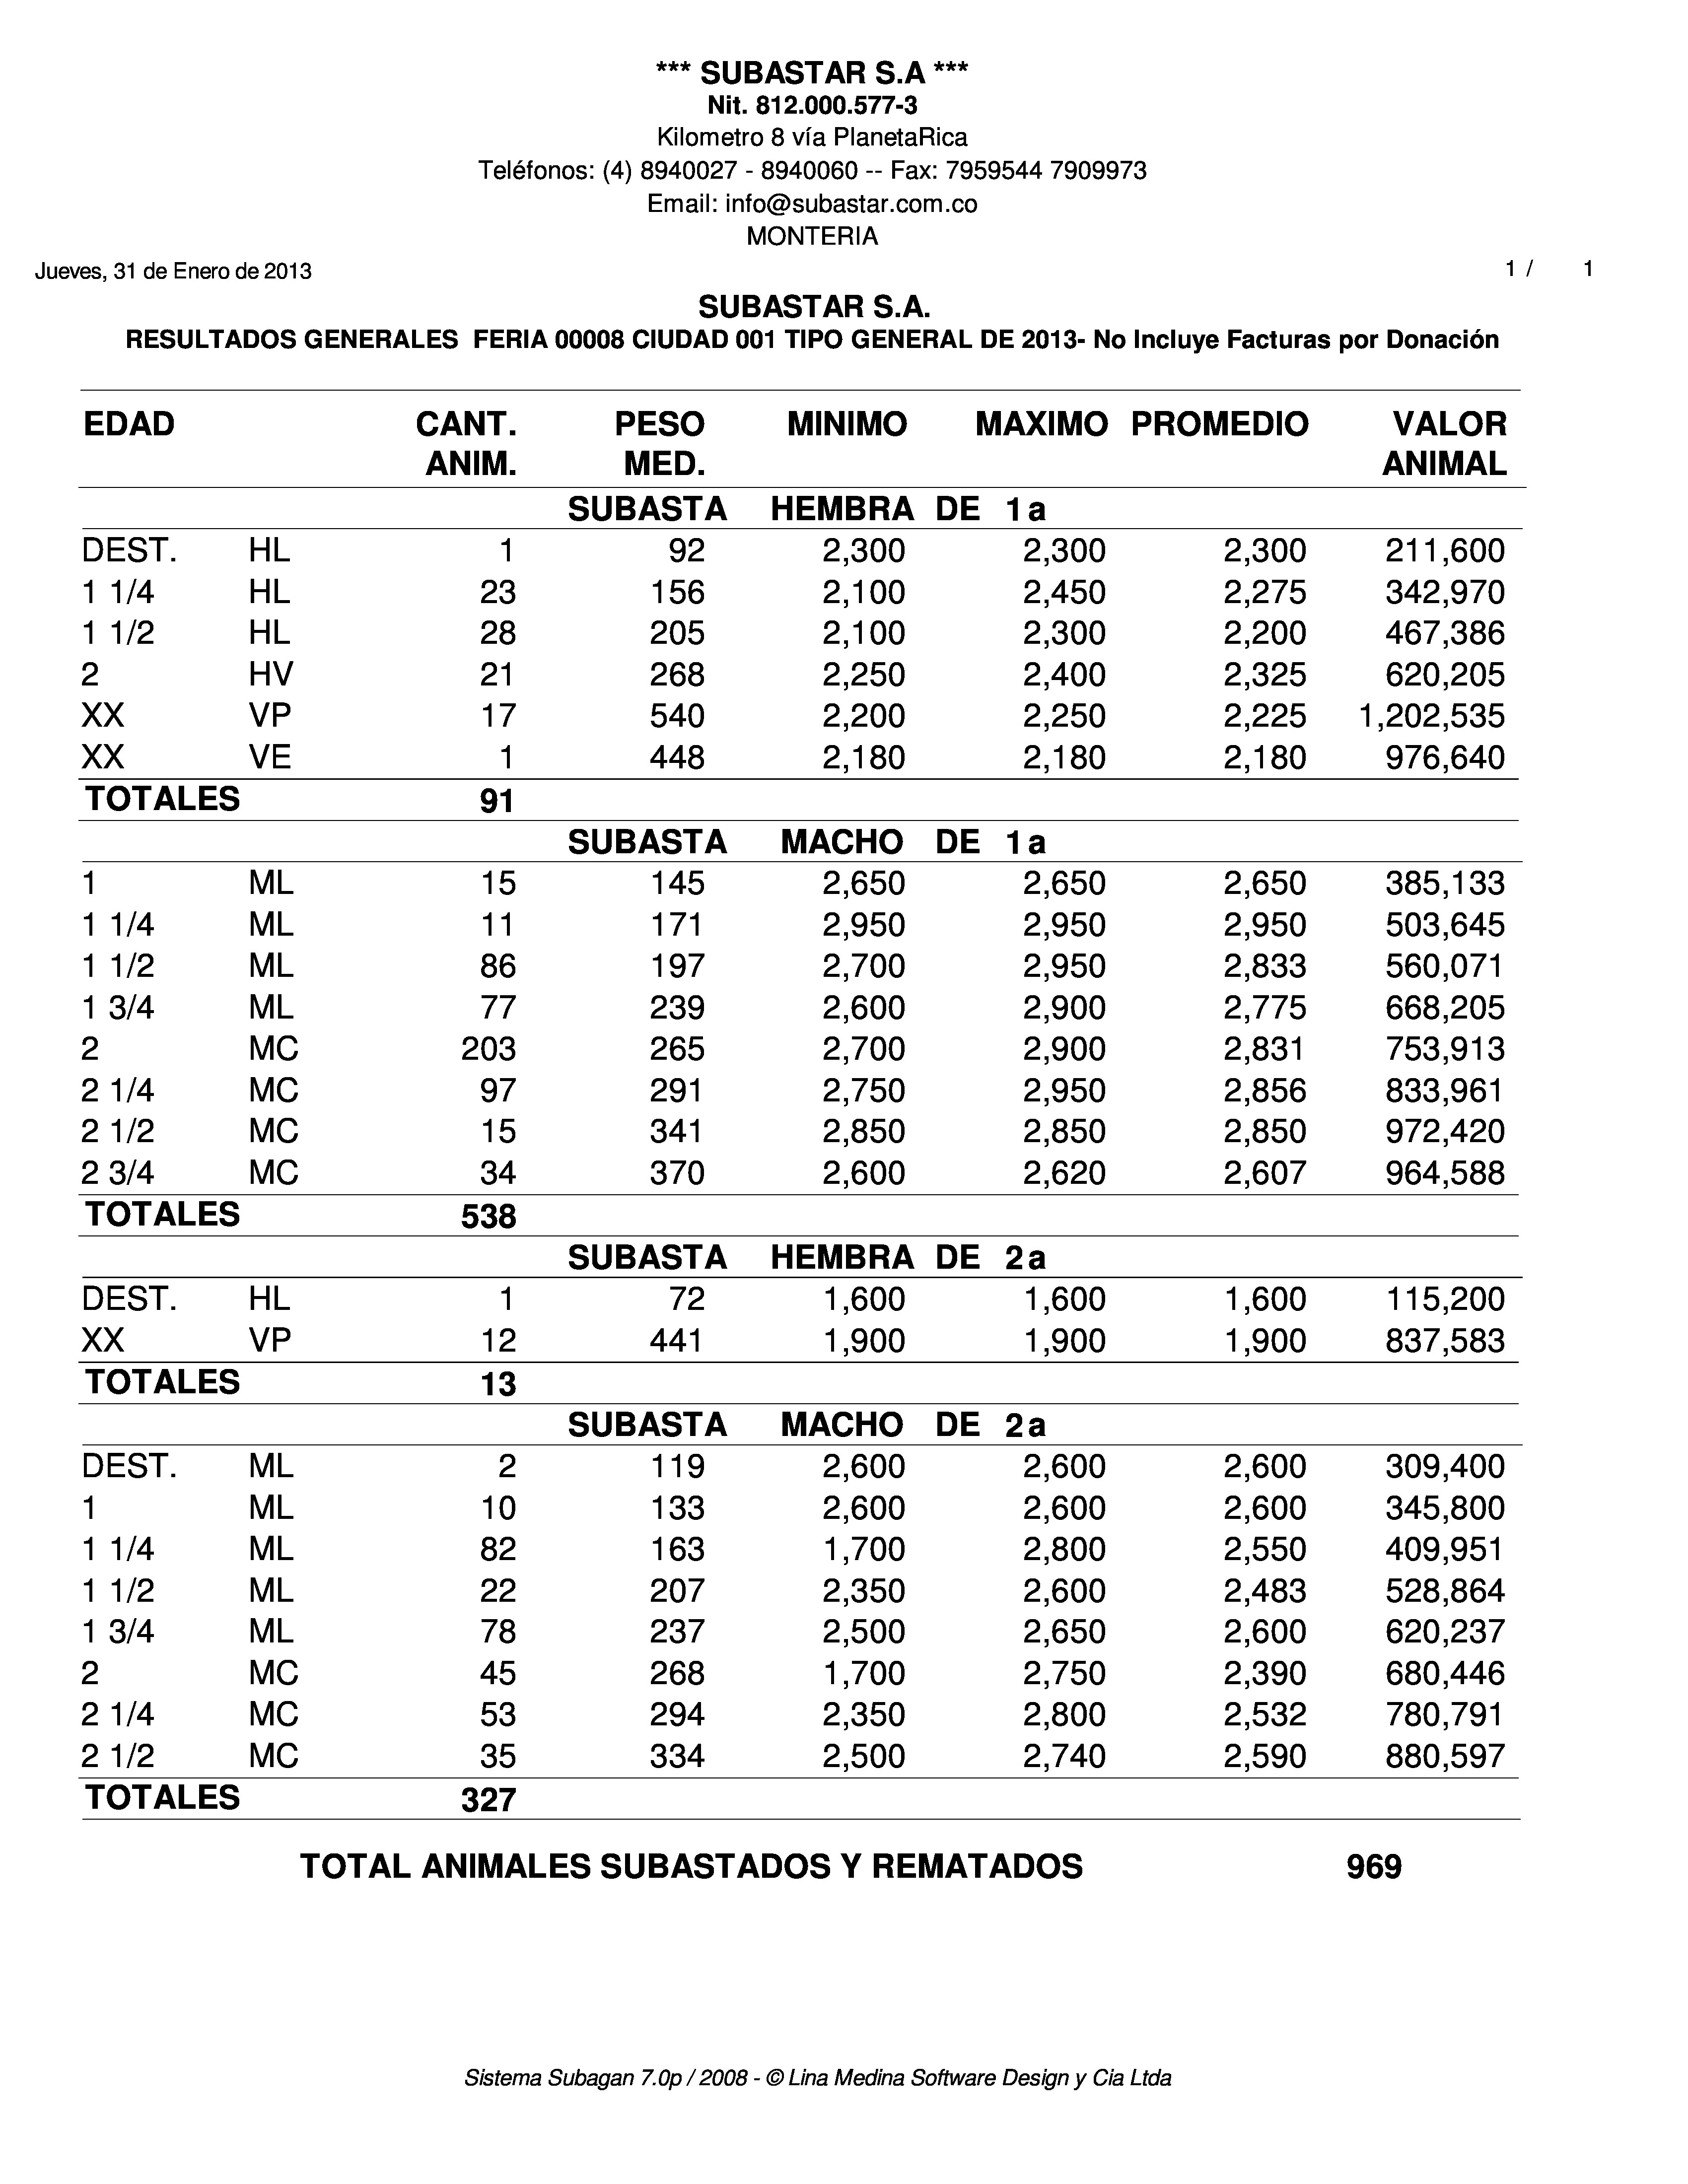 *** SUBASTAR S.A ***
Nit. 812.000.577-3
Kilometro 8 vía PlanetaRica
Teléfonos: (4) 8940027 - 8940060 -- Fax: 7959544 7909973
Email: info@subastar.com.co
MONTERIA
Jueves, 31 de Enero de 2013 1 / 1
SUBASTAR S.A.
RESULTADOS GENERALES FERIA 00008 CIUDAD 001 TIPO GENERAL DE 2013- No Incluye Facturas por Donación
EDAD CANT. PESO MINIMO MAXIMO PROMEDIO VALOR
ANIM. MED. ANIMAL
SUBASTA HEMBRA DE 1a
DEST. HL 1 92 2,300 2,300 2,300 211,600
1 1/4 HL 23 156 2,100 2,450 2,275 342,970
1 1/2 HL 28 205 2,100 2,300 2,200 467,386
2 HV 21 268 2,250 2,400 2,325 620,205
XX VP 17 540 2,200 2,250 2,225 1,202,535
XX VE 1 448 2,180 2,180 2,180 976,640
TOTALES 91
SUBASTA MACHO DE 1a
1 ML 15 145 2,650 2,650 2,650 385,133
1 1/4 ML 11 171 2,950 2,950 2,950 503,645
1 1/2 ML 86 197 2,700 2,950 2,833 560,071
1 3/4 ML 77 239 2,600 2,900 2,775 668,205
2 MC 203 265 2,700 2,900 2,831 753,913
2 1/4 MC 97 291 2,750 2,950 2,856 833,961
2 1/2 MC 15 341 2,850 2,850 2,850 972,420
2 3/4 MC 34 370 2,600 2,620 2,607 964,588
TOTALES 538
SUBASTA HEMBRA DE 2a
DEST. HL 1 72 1,600 1,600 1,600 115,200
XX VP 12 441 1,900 1,900 1,900 837,583
TOTALES 13
SUBASTA MACHO DE 2a
DEST. ML 2 119 2,600 2,600 2,600 309,400
1 ML 10 133 2,600 2,600 2,600 345,800
1 1/4 ML 82 163 1,700 2,800 2,550 409,951
1 1/2 ML 22 207 2,350 2,600 2,483 528,864
1 3/4 ML 78 237 2,500 2,650 2,600 620,237
2 MC 45 268 1,700 2,750 2,390 680,446
2 1/4 MC 53 294 2,350 2,800 2,532 780,791
2 1/2 MC 35 334 2,500 2,740 2,590 880,597
TOTALES 327
TOTAL ANIMALES SUBASTADOS Y REMATADOS 969
Sistema Subagan 7.0p / 2008 - © Lina Medina Software Design y Cia Ltda